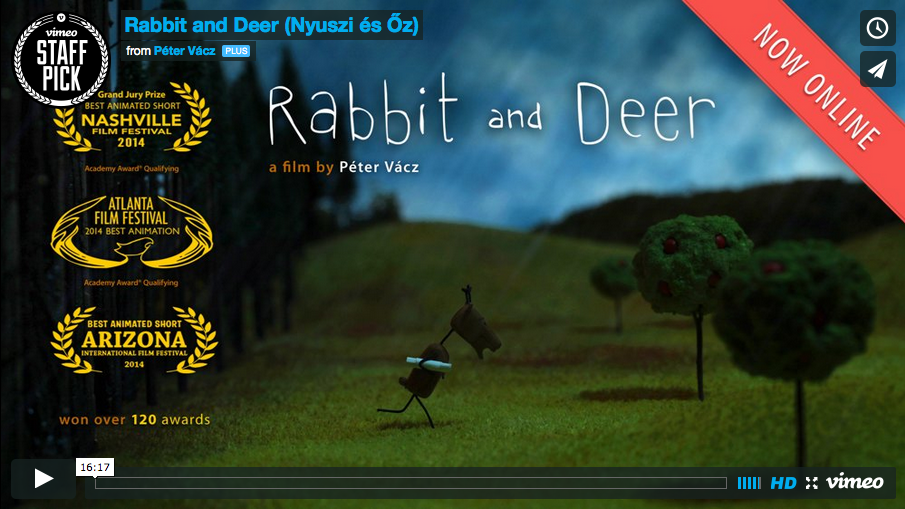 vimeo
STAFF
PICK
Rabbit and Deer (Nyuszi és Őz)
from Péter Vácz PLUS
Grand Jury Prize
BEST ANIMATED SHORT
NASHVILLE
FILM FESTIVAL
2014
Academy Award® Qualifying
ATLANTA
FILM FESTIVAL
2014 BEST ANIMATION
Academy Award® Qualifying
BEST ANIMATED SHORT
ARIZONA
INTERNATIONAL FILM FESTIVAL
2014
won over 120 awards
Rabbit and Deer
a film by Péter Vácz
NOW ONLINE
16:17
HD
vimeo